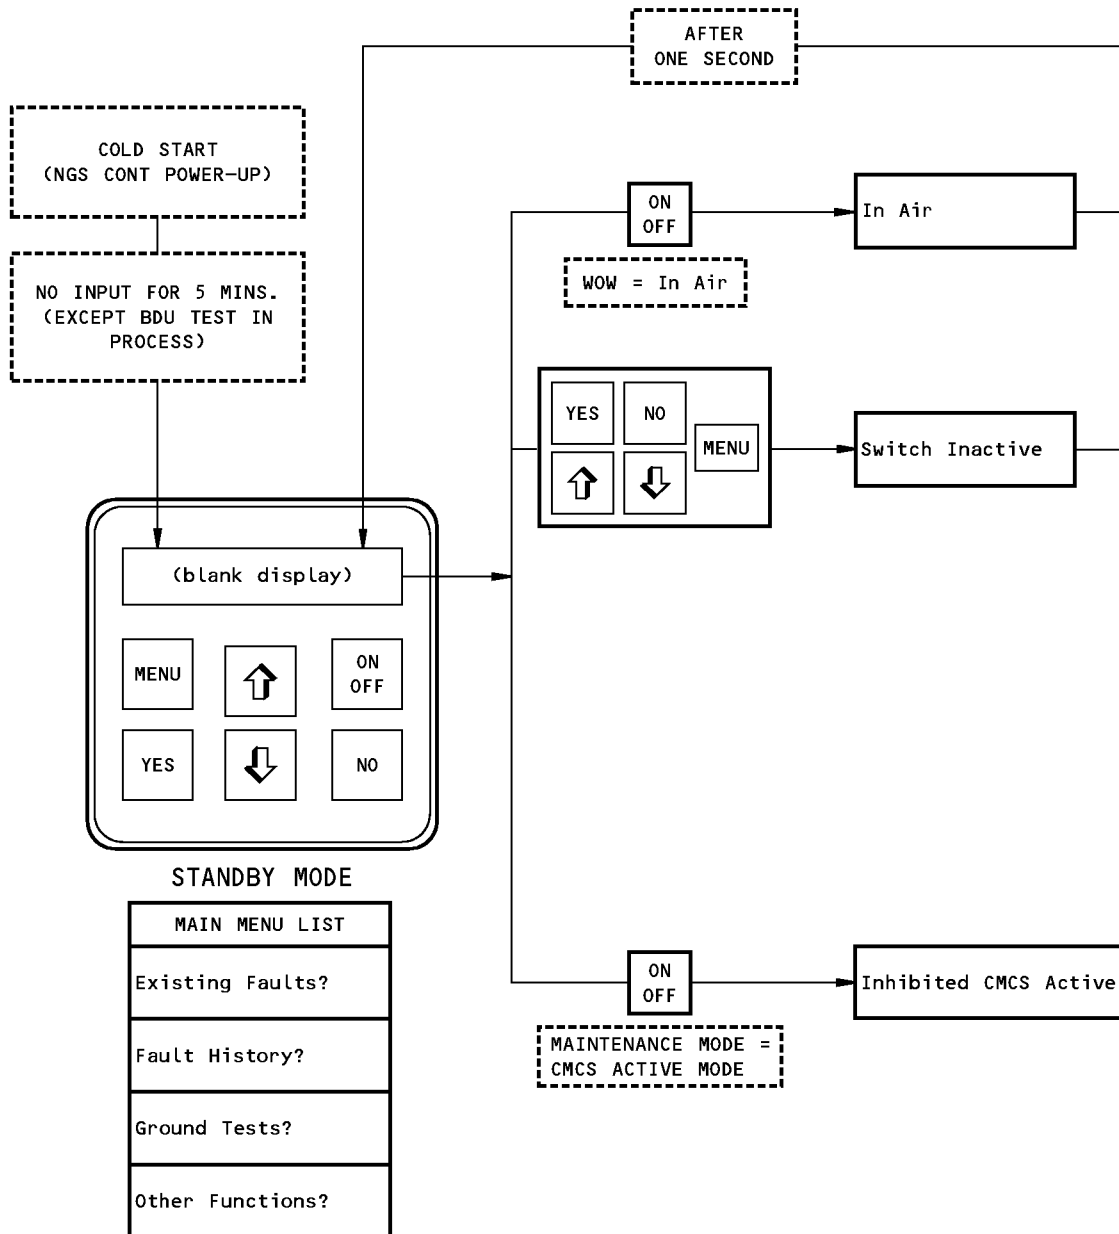 AFTER
ONE SECOND
COLD START
(NGS CONT POWER-UP)
NO INPUT FOR 5 MINS.
(EXCEPT BDU TEST IN
PROCESS)
ON
OFF
In Air
WOW = In Air
YES
NO
MENU
Switch Inactive
(blank display)
MENU
ON
OFF
YES
NO
STANDBY MODE
MAIN MENU LIST
Existing Faults?
Fault History?
Ground Tests?
Other Functions?
ON
OFF
Inhibited CMCS Active
MAINTENANCE MODE =
CMCS ACTIVE MODE